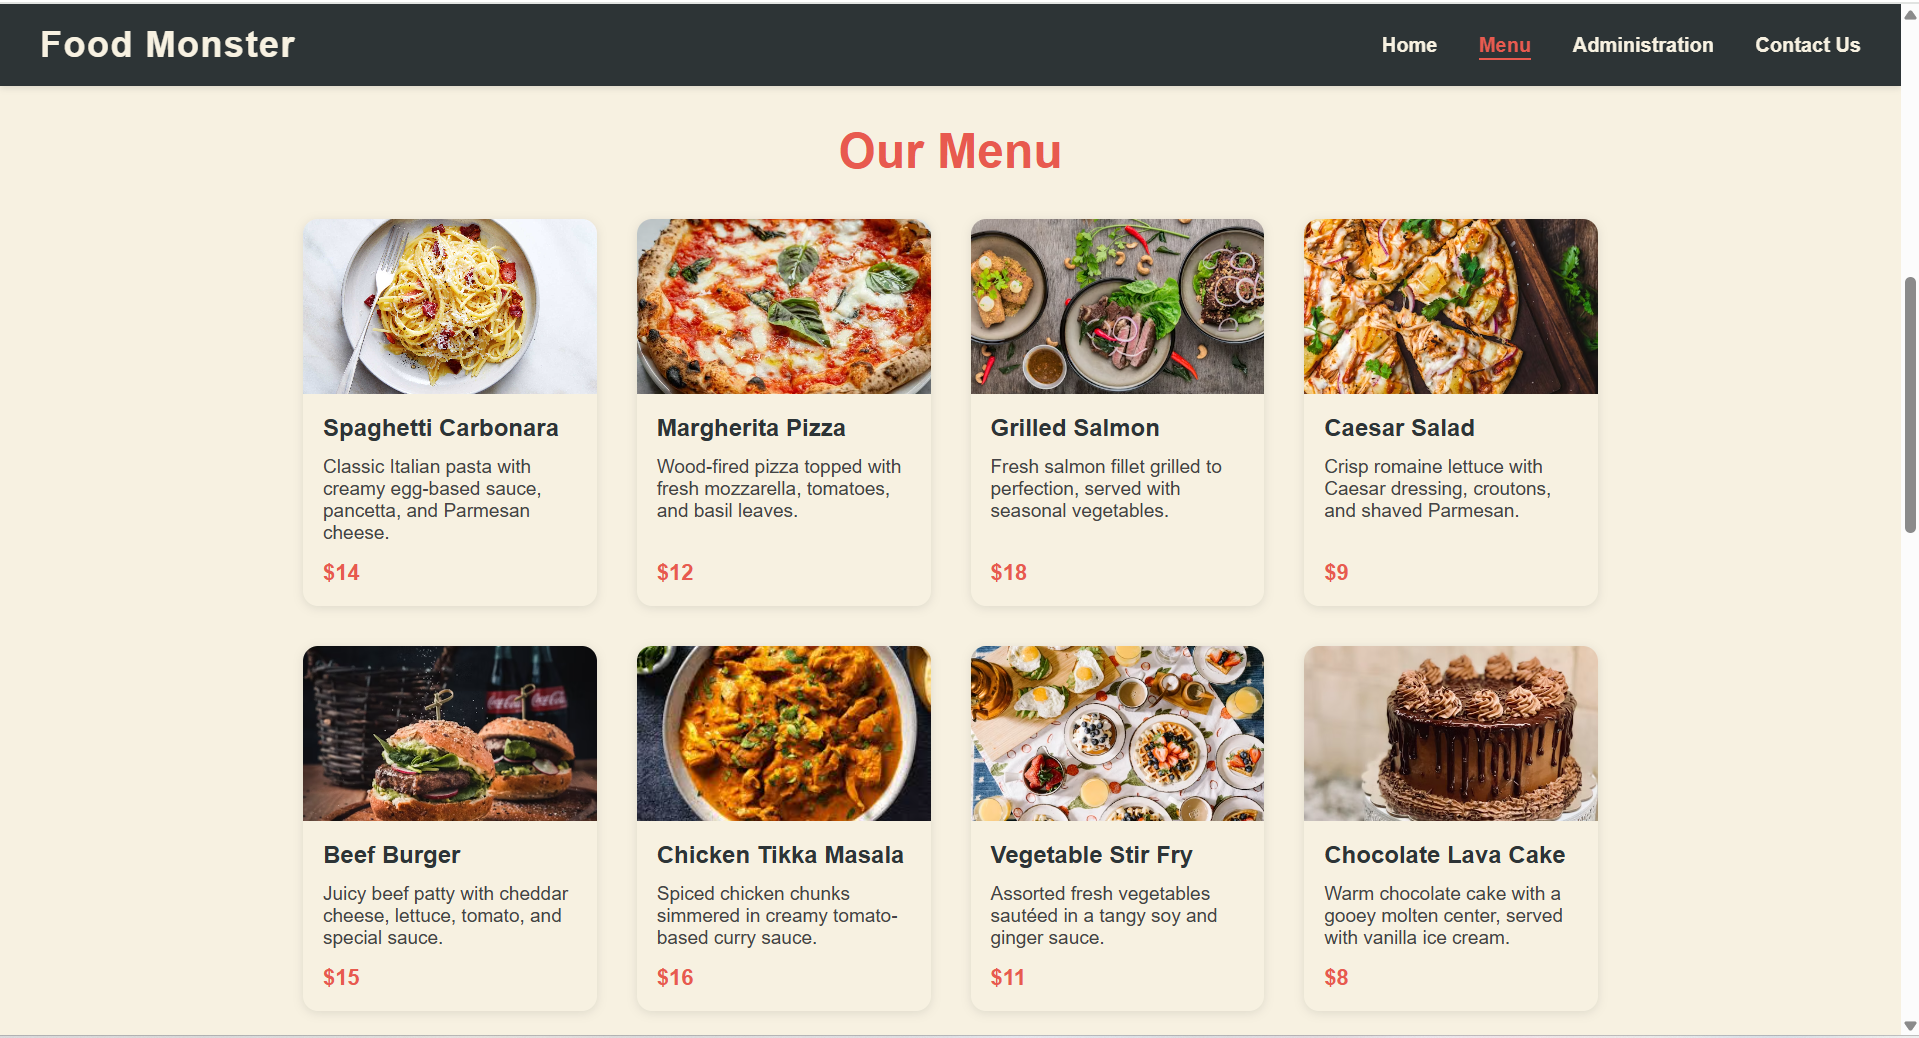 Food Monster
Home
Menu
Administration
Contact Us
Our Menu
Spaghetti Carbonara
Classic Italian pasta with
creamy egg-based sauce,
pancetta, and Parmesan
cheese.
$14
Margherita Pizza
Wood-fired pizza topped with
fresh mozzarella, tomatoes,
and basil leaves.
$12
Grilled Salmon
Fresh salmon fillet grilled to
perfection, served with
seasonal vegetables.
$18
Caesar Salad
Crisp romaine lettuce with
Caesar dressing, croutons,
and shaved Parmesan.
$9
Coca-Cola
Coca-Cola
Beef Burger
Juicy beef patty with cheddar
cheese, lettuce, tomato, and
special sauce.
$15
Chicken Tikka Masala
Spiced chicken chunks
simmered in creamy tomato-
based curry sauce.
$16
Vegetable Stir Fry
Assorted fresh vegetables
sautéed in a tangy soy and
ginger sauce.
$11
Chocolate Lava Cake
Warm chocolate cake with a
gooey molten center, served
with vanilla ice cream.
$8